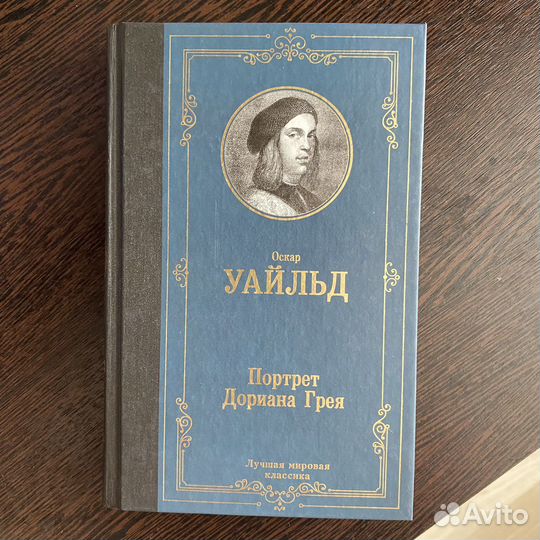 Оскар
УАЙЛЬД
Портрет
Дориана Грея
Лучшая мировая
классика
Avito